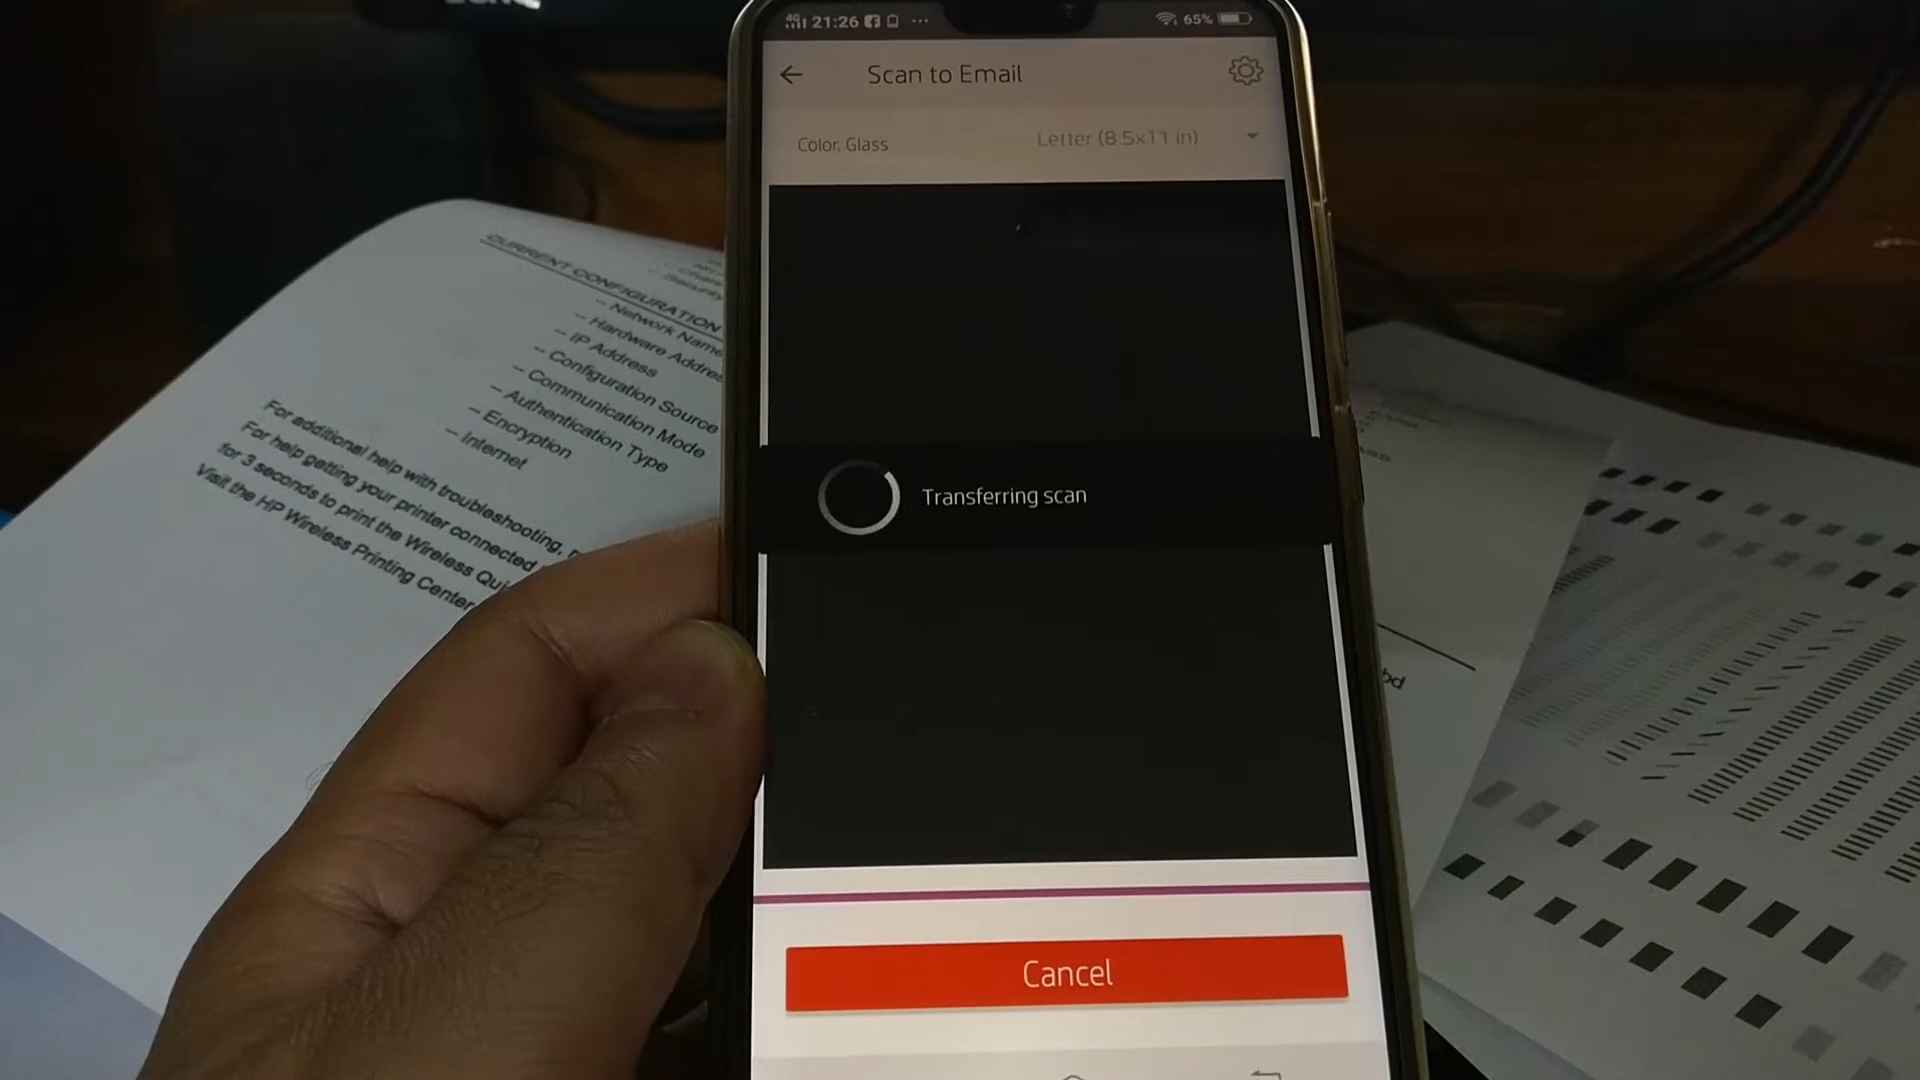 21:26
65%
Scan to Email
Color, Glass
Letter (8.5x11 in)
Transferring scan
Cancel
CURRENT CONFIGURATION
Security
-- Network Name
-- Hardware Addres
-- IP Address
-- Configuration Source
-- Communication Mode
-- Authentication Type
-- Encryption
-- Internet
For additional help with troubleshooting,
For help getting your printer connected
for 3 seconds to print the Wireless Qui
Visit the HP Wireless Printing Center